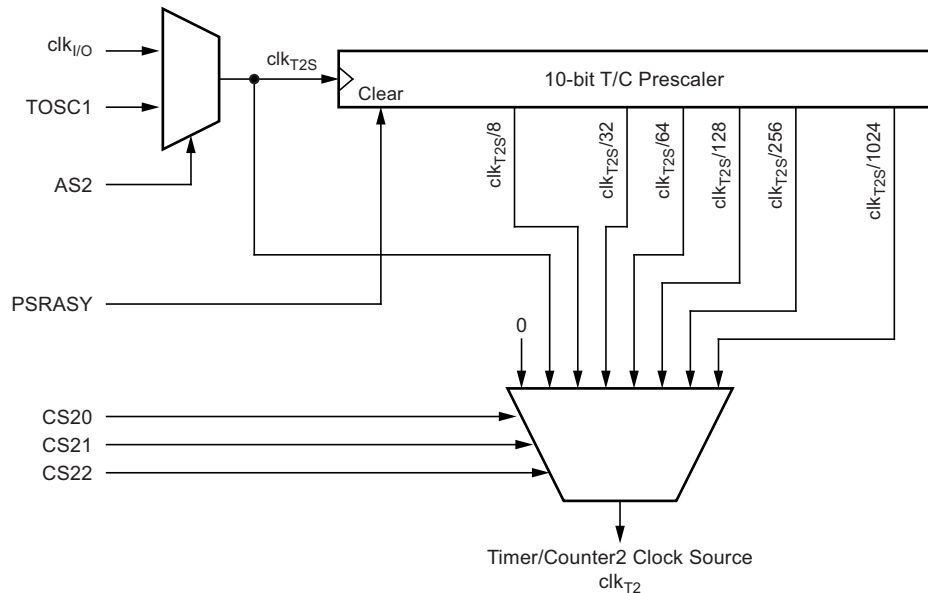 clkI/O
clkT2S
10-bit T/C Prescaler
TOSC1
Clear
clkT2S/8
clkT2S/32
clkT2S/64
clkT2S/128
clkT2S/256
clkT2S/1024
AS2
PSRASY
0
CS20
CS21
CS22
Timer/Counter2 Clock Source
clkT2